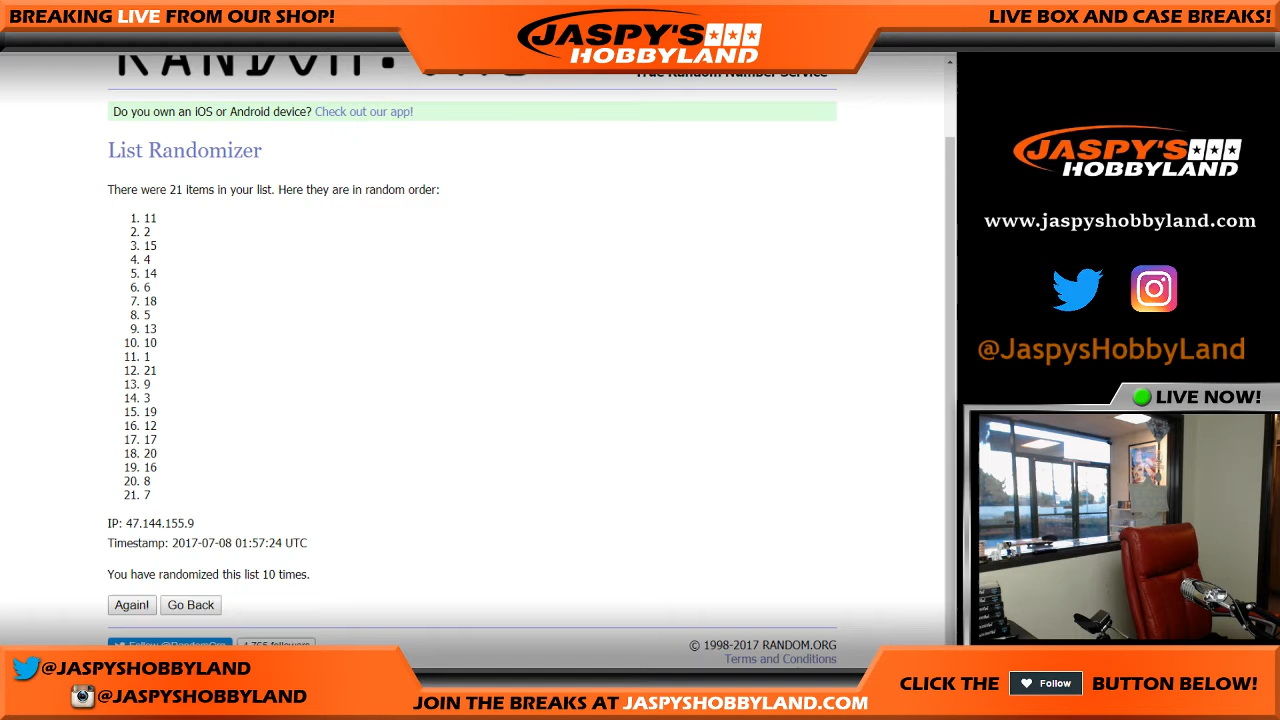 BREAKING LIVE FROM OUR SHOP!
JASPY'S
HOBBYLAND
LIVE BOX AND CASE BREAKS!
RANDOM.ORG
True Random Number Service
Do you own an iOS or Android device? Check out our app!
List Randomizer
There were 21 items in your list. Here they are in random order:
1. 11
2. 2
3. 15
4. 4
5. 14
6. 6
7. 18
8. 5
9. 13
10. 10
11. 1
12. 21
13. 9
14. 3
15. 19
16. 12
17. 17
18. 20
19. 16
20. 8
21. 7
IP: 47.144.155.9
Timestamp: 2017-07-08 01:57:24 UTC
You have randomized this list 10 times.
Again! Go Back
Follow @RandomOrg 4,765 followers
© 1998-2017 RANDOM.ORG
Terms and Conditions
JASPY'S
HOBBYLAND
www.jaspyshobbyland.com
@JaspysHobbyLand
LIVE NOW!
@JASPYSHOBBYLAND
@JASPYSHOBBYLAND
JOIN THE BREAKS AT JASPYSHOBBYLAND.COM
CLICK THE Follow BUTTON BELOW!